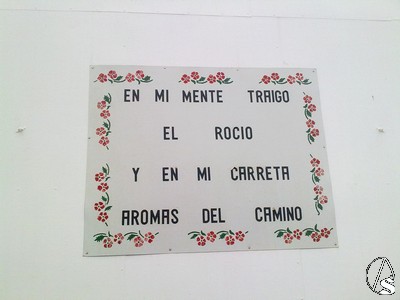 EN MI MENTE TRAIGO
EL ROCIO
Y EN MI CARRETA
AROMAS DEL CAMINO